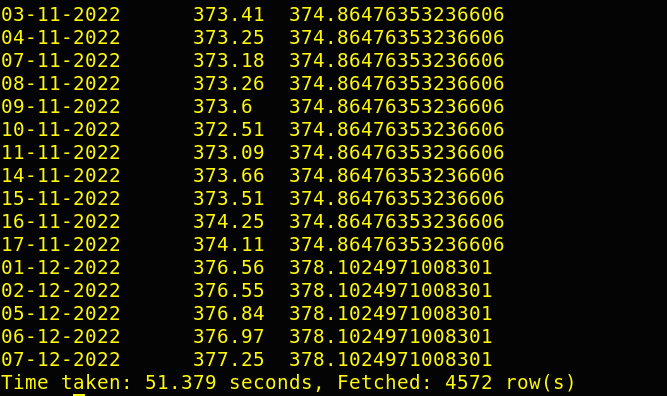 03-11-2022 373.41 374.86476353236606
04-11-2022 373.25 374.86476353236606
07-11-2022 373.18 374.86476353236606
08-11-2022 373.26 374.86476353236606
09-11-2022 373.6 374.86476353236606
10-11-2022 372.51 374.86476353236606
11-11-2022 373.09 374.86476353236606
14-11-2022 373.66 374.86476353236606
15-11-2022 373.51 374.86476353236606
16-11-2022 374.25 374.86476353236606
17-11-2022 374.11 374.86476353236606
01-12-2022 376.56 378.1024971008301
02-12-2022 376.55 378.1024971008301
05-12-2022 376.84 378.1024971008301
06-12-2022 376.97 378.1024971008301
07-12-2022 377.25 378.1024971008301
Time taken: 51.379 seconds, Fetched: 4572 row(s)